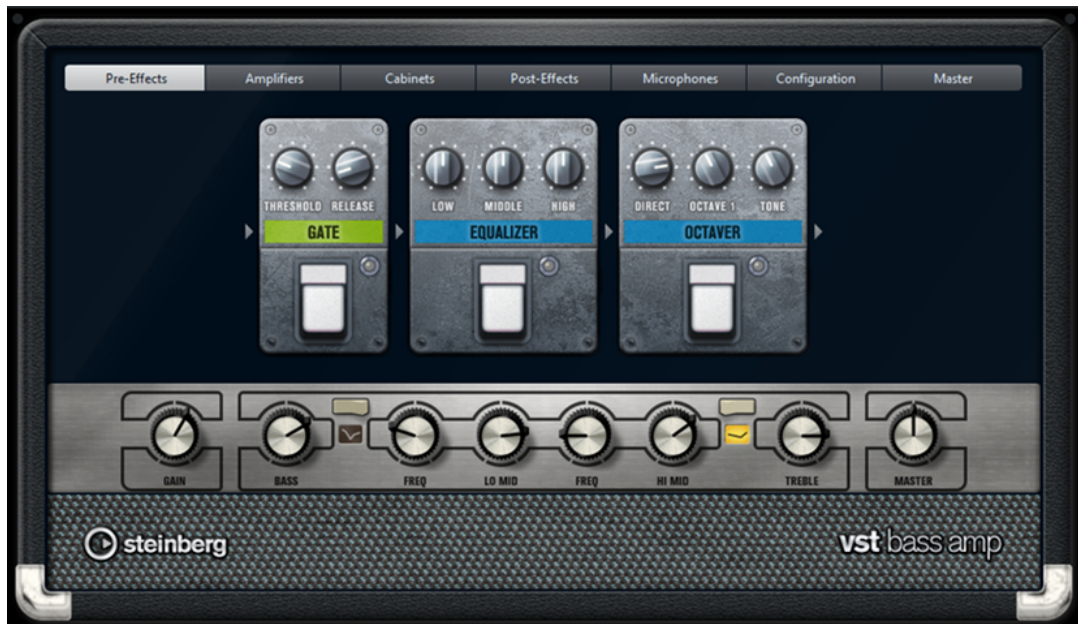 Pre-Effects Amplifiers Cabinets Post-Effects Microphones Configuration Master
THRESHOLD RELEASE LOW MIDDLE HIGH DIRECT OCTAVE 1 TONE
GATE EQUALIZER OCTAVER
GAIN BASS FREQ LO MID FREQ HI MID TREBLE MASTER
steinberg vst bass amp